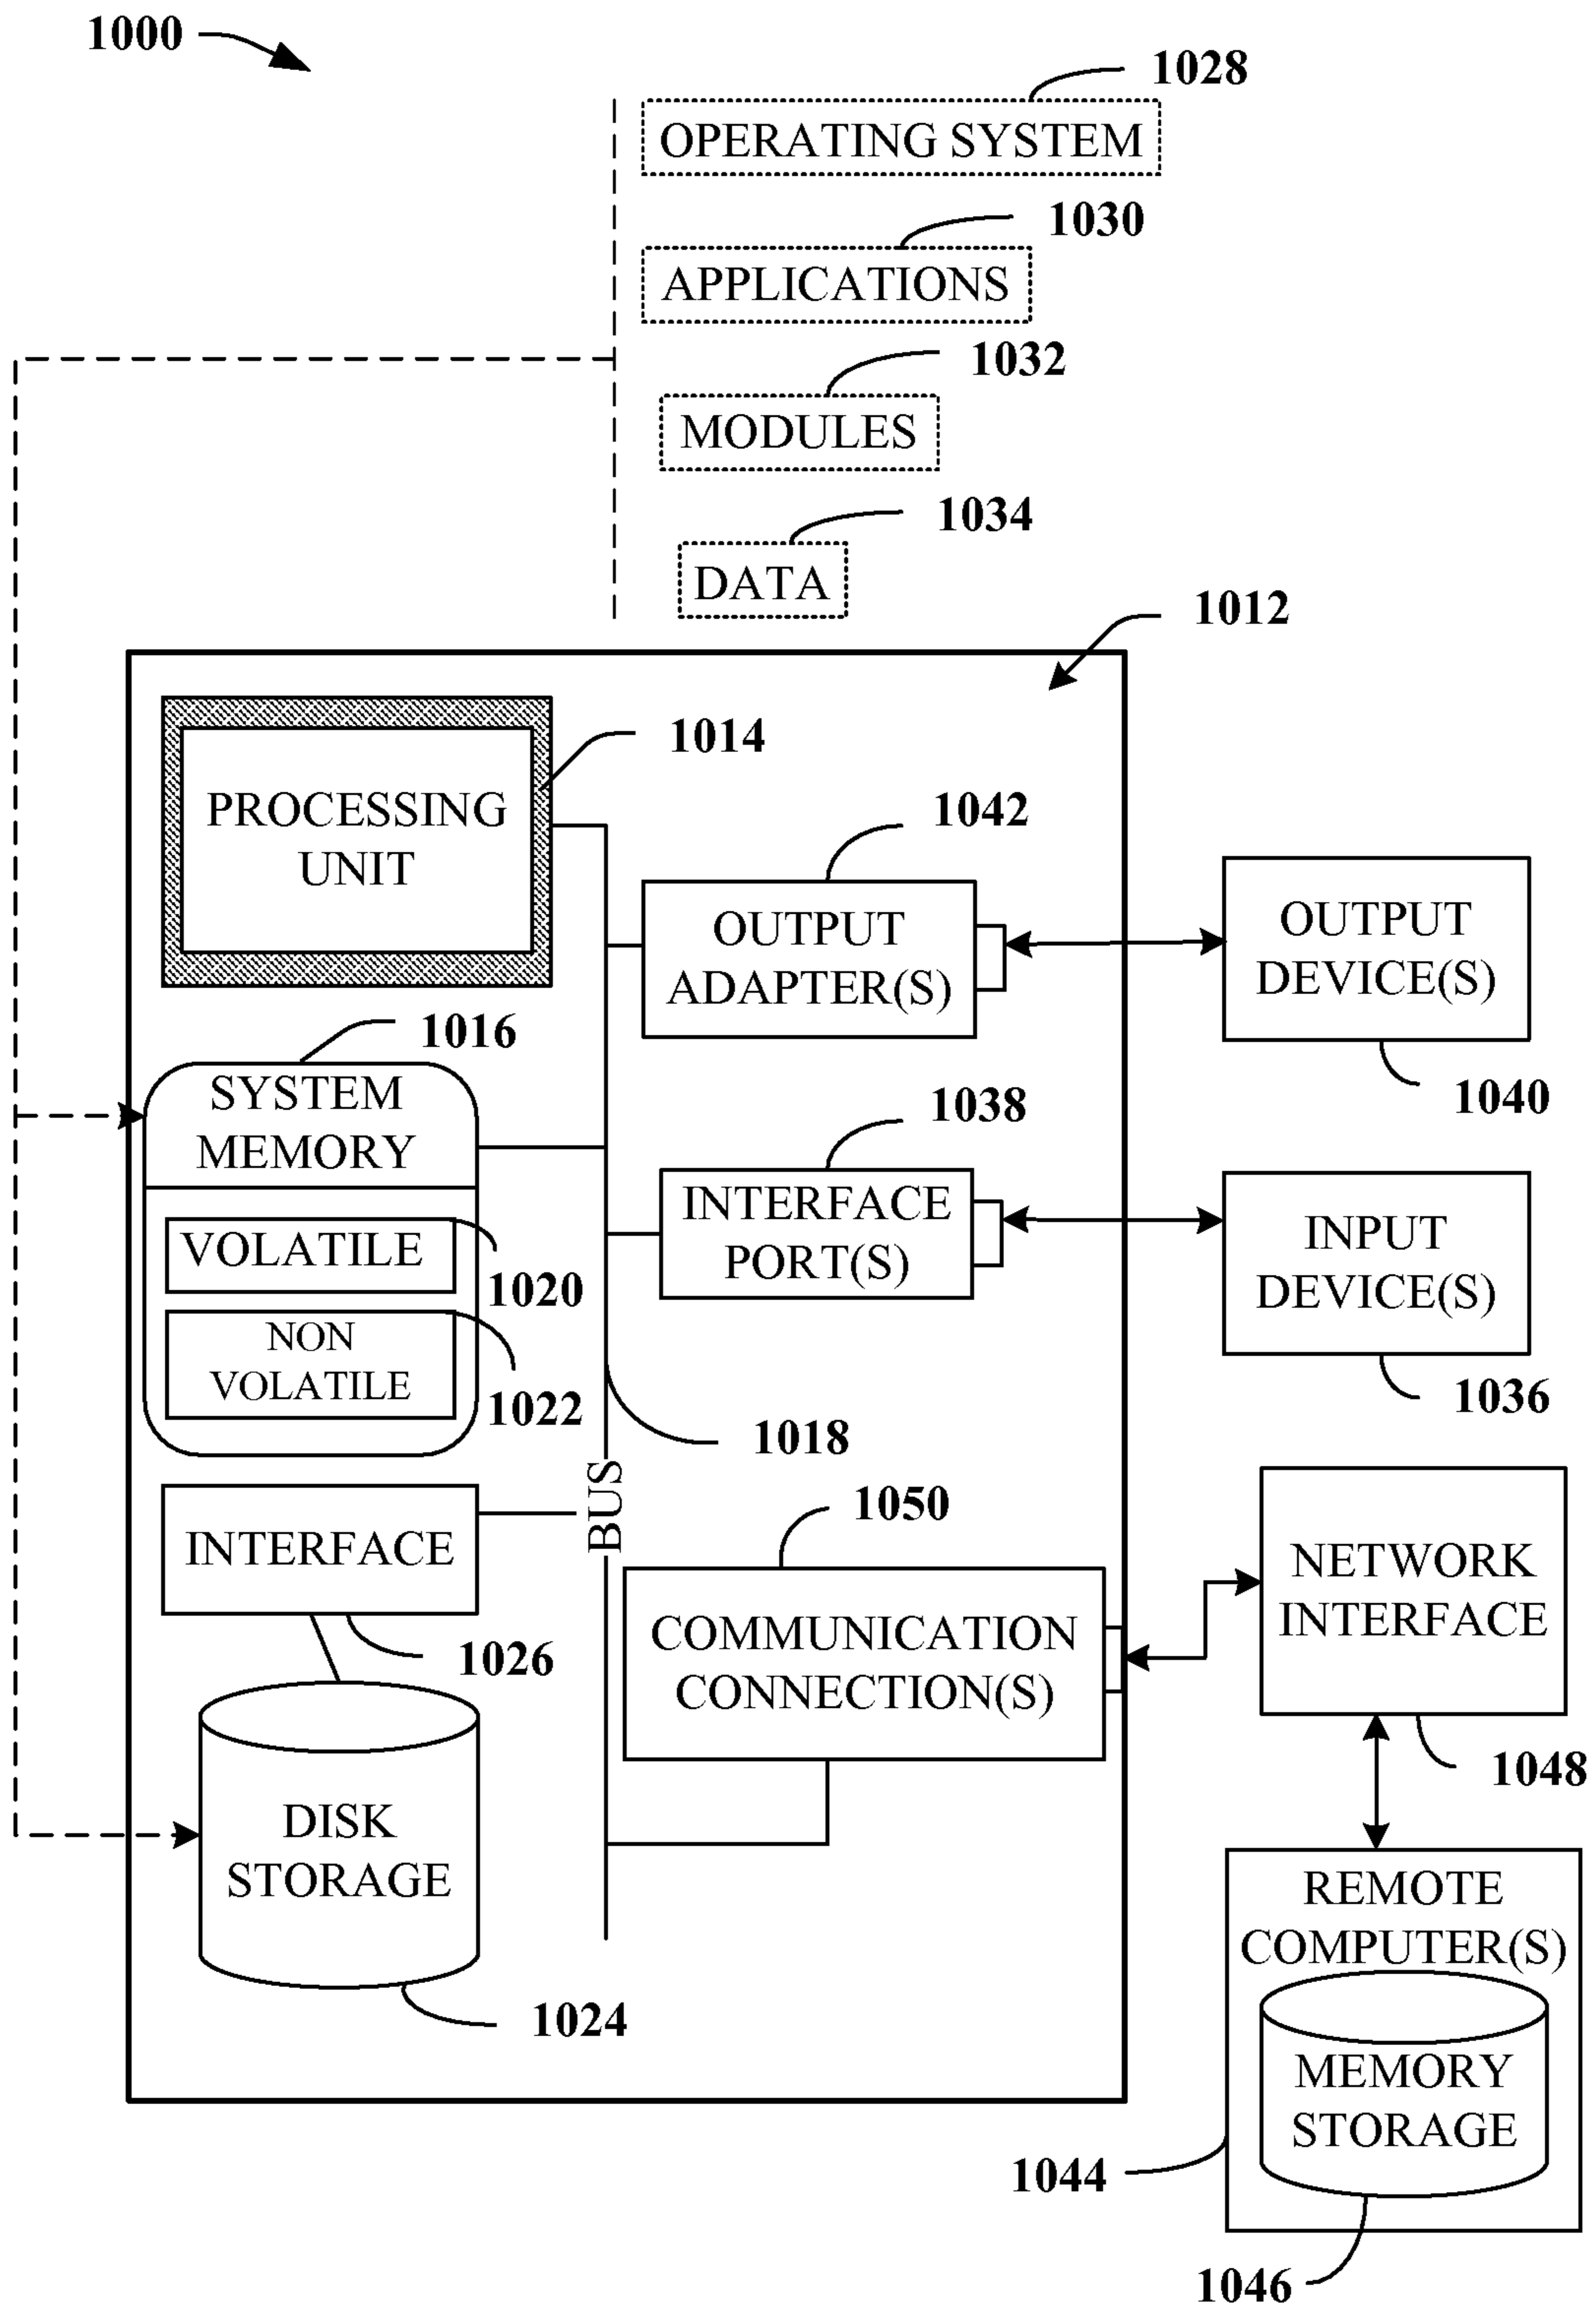 1000
1028
OPERATING SYSTEM
1030
APPLICATIONS
1032
MODULES
1034
DATA
1012
1014
PROCESSING
UNIT
1042
OUTPUT
ADAPTER(S)
OUTPUT
DEVICE(S)
1040
1016
SYSTEM
MEMORY
1038
INTERFACE
PORT(S)
INPUT
DEVICE(S)
1036
VOLATILE
1020
NON
VOLATILE
1022
1018
BUS
1050
INTERFACE
1026
COMMUNICATION
CONNECTION(S)
NETWORK
INTERFACE
1048
DISK
STORAGE
1024
REMOTE
COMPUTER(S)
MEMORY
STORAGE
1044
1046